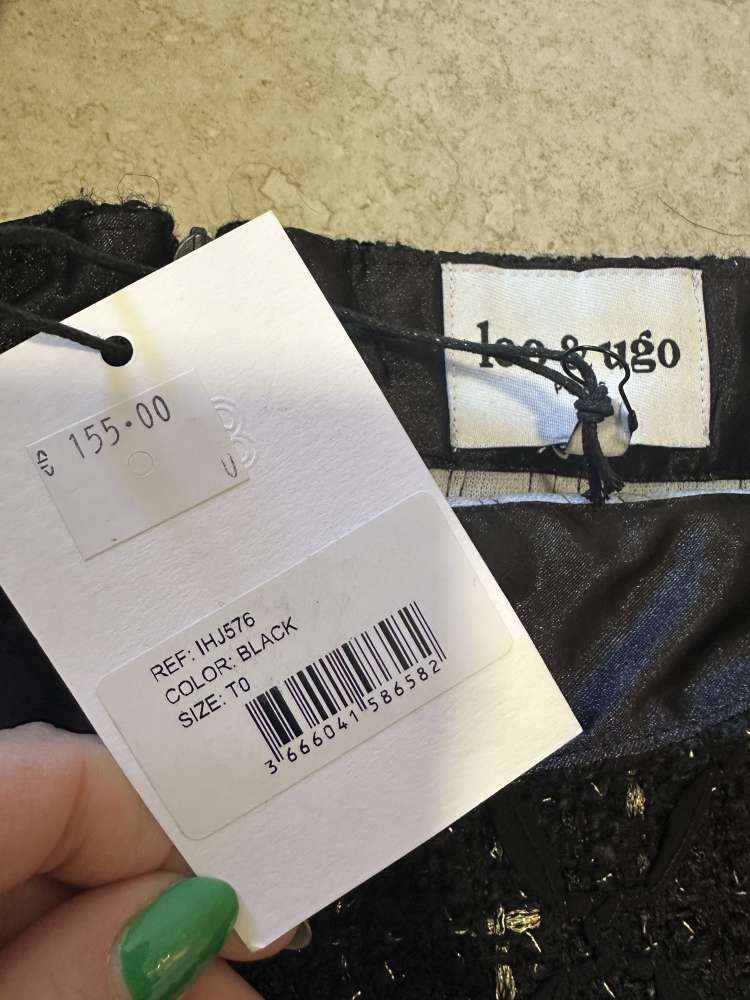 leo & ugo
155.00
U
REF: IHJ576
COLOR: BLACK
SIZE: T0
3 666041 586582